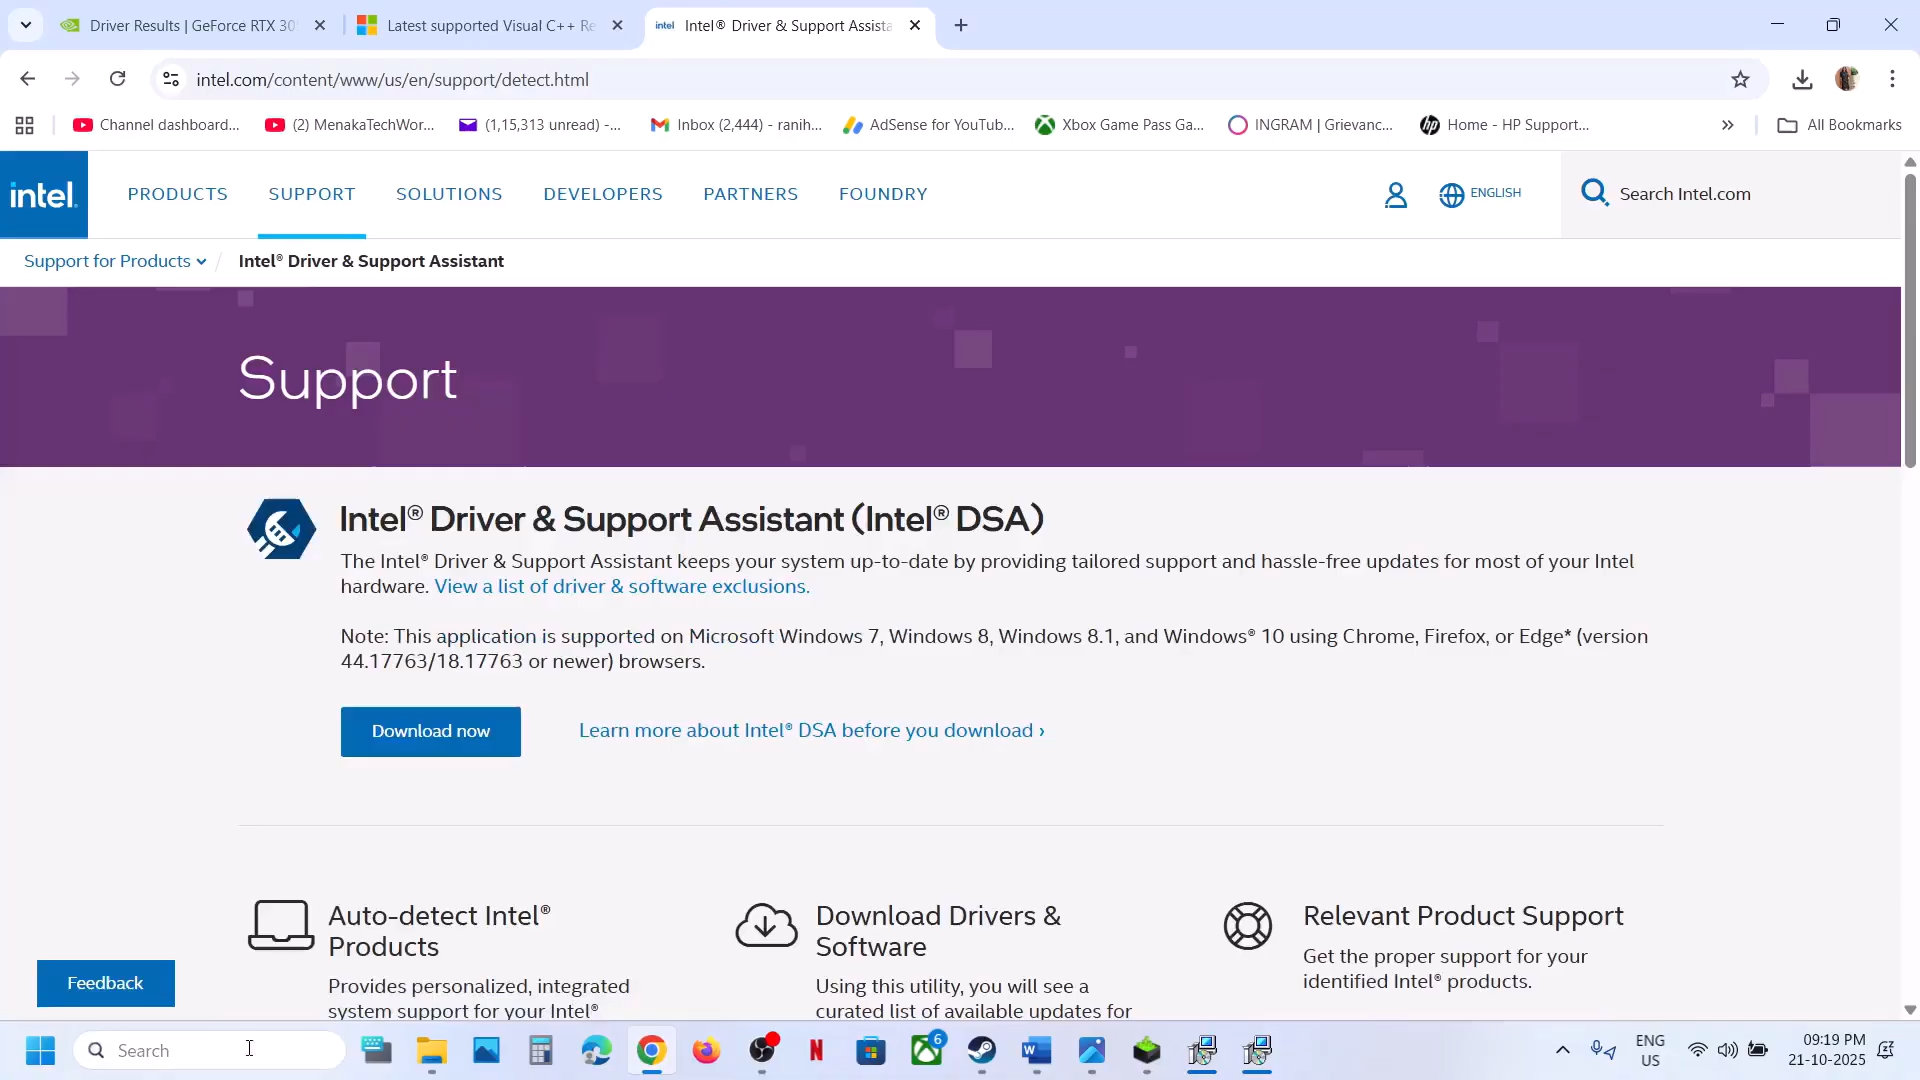 Driver Results | GeForce RTX 30
Latest supported Visual C++ Re
intel
Intel® Driver & Support Assista
intel.com/content/www/us/en/support/detect.html
Channel dashboard...
(2) MenakaTechWor...
(1,15,313 unread) -...
Inbox (2,444) - ranih...
AdSense for YouTub...
Xbox Game Pass Ga...
INGRAM | Grievanc...
Home - HP Support...
»
All Bookmarks
intel.
PRODUCTS
SUPPORT
SOLUTIONS
DEVELOPERS
PARTNERS
FOUNDRY
ENGLISH
Search Intel.com
Support for Products
/
Intel® Driver & Support Assistant
Support
Intel® Driver & Support Assistant (Intel® DSA)
The Intel® Driver & Support Assistant keeps your system up-to-date by providing tailored support and hassle-free updates for most of your Intel
hardware. View a list of driver & software exclusions.
Note: This application is supported on Microsoft Windows 7, Windows 8, Windows 8.1, and Windows® 10 using Chrome, Firefox, or Edge* (version
44.17763/18.17763 or newer) browsers.
Download now
Learn more about Intel® DSA before you download ›
Auto-detect Intel®
Products
Provides personalized, integrated
system support for your Intel®
Download Drivers &
Software
Using this utility, you will see a
curated list of available updates for
Relevant Product Support
Get the proper support for your
identified Intel® products.
Feedback
Search
N
6
ENG
US
09:19 PM
21-10-2025